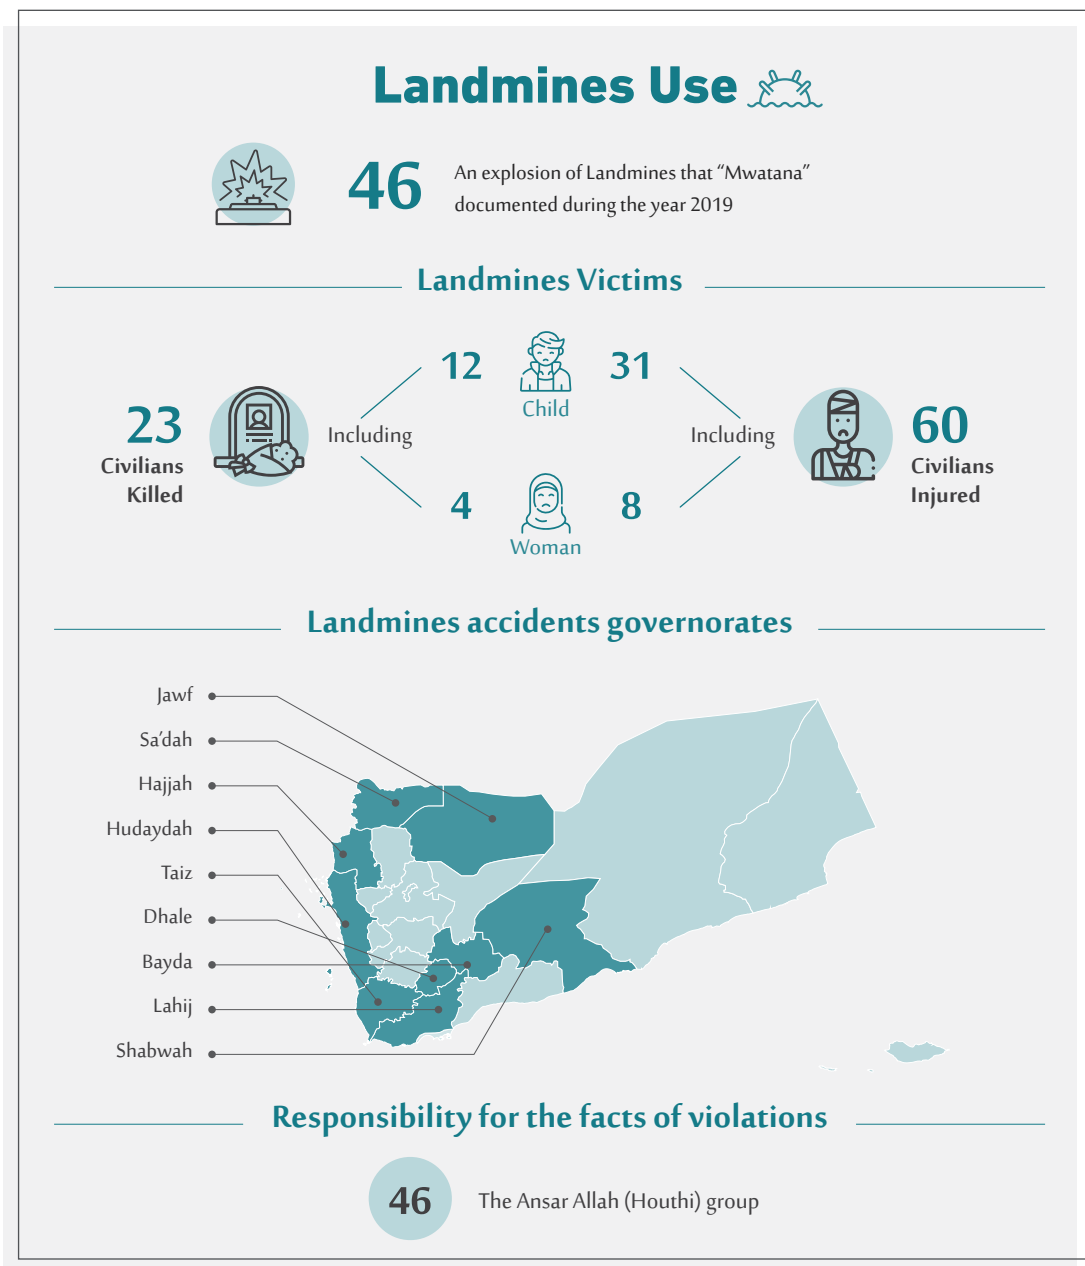 Landmines Use
46
An explosion of Landmines that “Mwatana”
documented during the year 2019
Landmines Victims
12
31
Child
23
Civilians
Killed
Including
Including
60
Civilians
Injured
4
8
Woman
Landmines accidents governorates
Jawf
Sa’dah
Hajjah
Hudaydah
Taiz
Dhale
Bayda
Lahij
Shabwah
Responsibility for the facts of violations
46
The Ansar Allah (Houthi) group